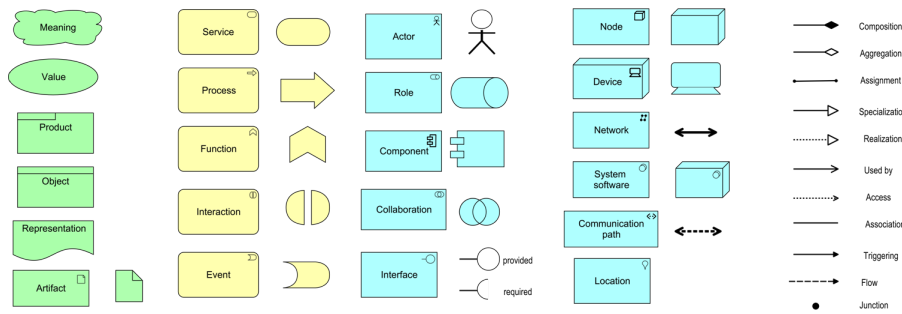 Meaning
Value
Product
Object
Representation
Artifact
Service
Process
Function
Interaction
Event
Actor
Role
Component
Collaboration
Interface
provided
required
Node
Device
Network
System
software
Communication
path
Location
Composition
Aggregation
Assignment
Specializatio
Realization
Used by
Access
Association
Triggering
Flow
Junction